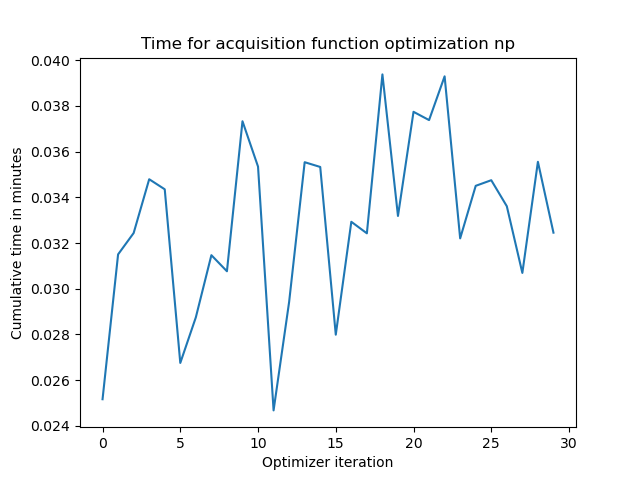 Time for acquisition function optimization np
Cumulative time in minutes
0.040
0.038
0.036
0.034
0.032
0.030
0.028
0.026
0.024
0 5 10 15 20 25 30
Optimizer iteration